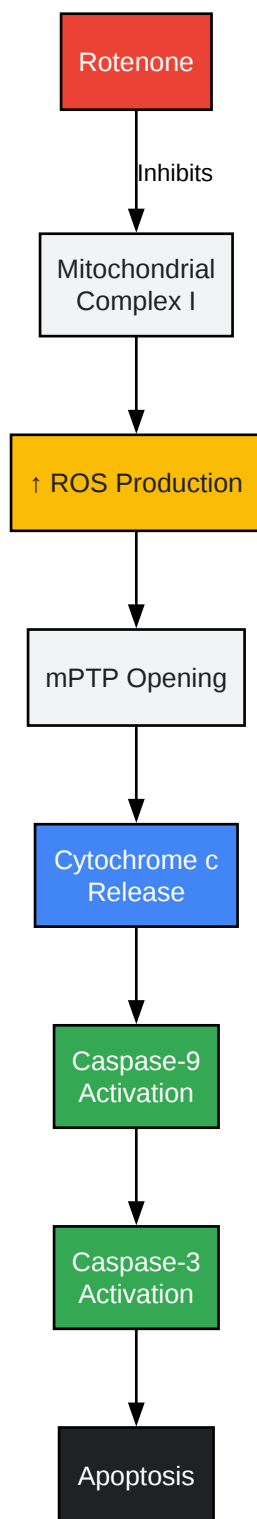 Rotenone
Inhibits
Mitochondrial
Complex I
↑ ROS Production
mPTP Opening
Cytochrome c
Release
Caspase-9
Activation
Caspase-3
Activation
Apoptosis